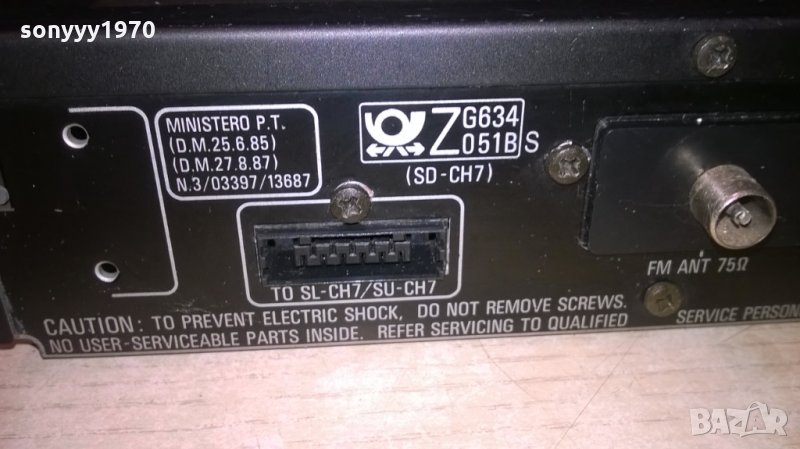 sonyyy1970
MINISTERO P.T.
(D.M.25.6.85)
(D.M.27.8.87)
N.3/03397/13687
Z G634
051B S
(SD-CH7)
TO SL-CH7/SU-CH7
FM ANT 75Ω
CAUTION: TO PREVENT ELECTRIC SHOCK, DO NOT REMOVE SCREWS.
NO USER-SERVICEABLE PARTS INSIDE. REFER SERVICING TO QUALIFIED SERVICE PERSON
BAZAR